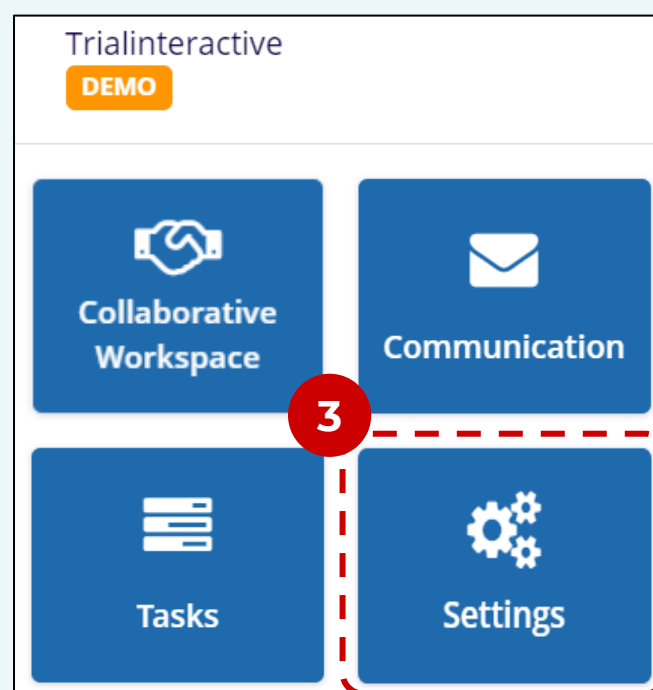 Trialinteractive
DEMO
Collaborative
Workspace
Communication
3
Tasks
Settings